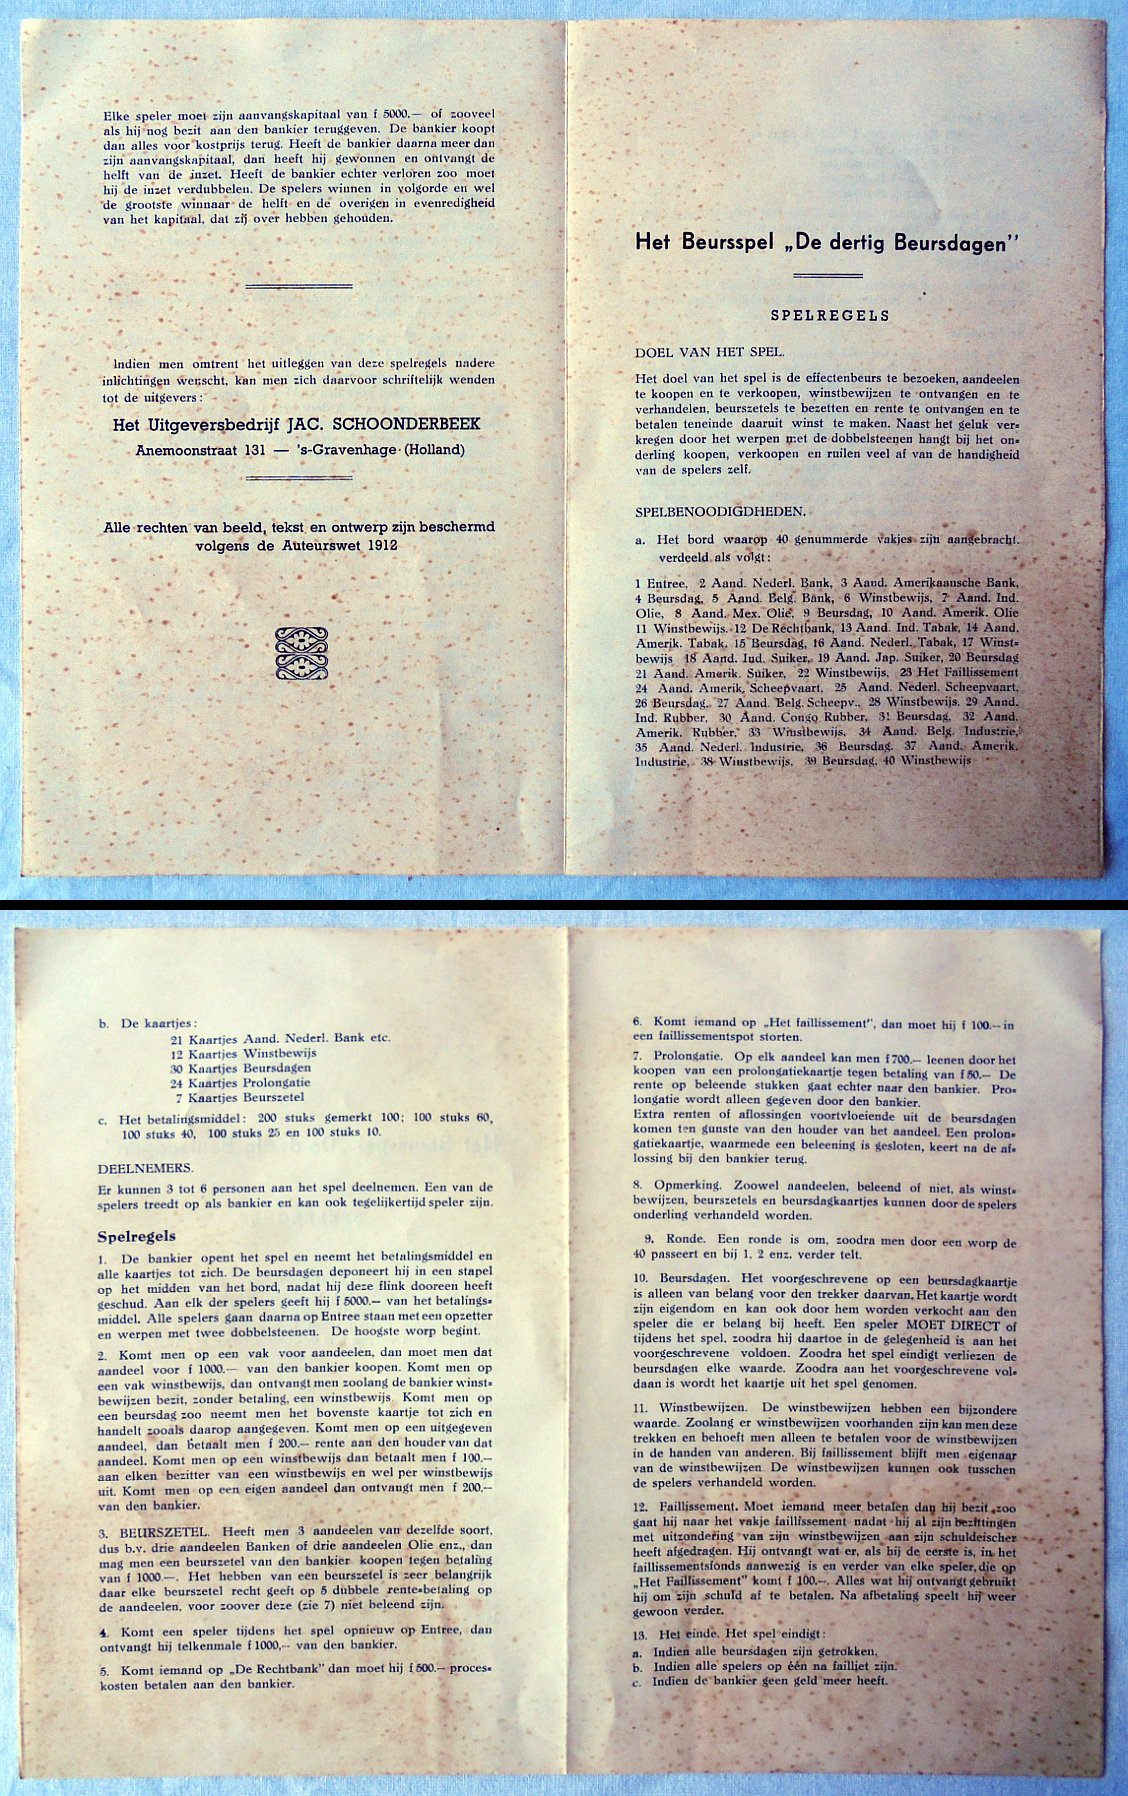 Elke speler moet zijn aanvangskapitaal van f 5000.— of zooveel
als hij nog bezit aan den bankier teruggeven. De bankier koopt
dan alles voor kostprijs terug. Heeft de bankier daarna meer dan
zijn aanvangskapitaal, dan heeft hij gewonnen en ontvangt de
helft van de inzet. Heeft de bankier echter verloren zoo moet
hij de inzet verdubbelen. De spelers winnen in volgorde en wel
de grootste winnaar de helft en de overigen in evenredigheid
van het kapitaal, dat zij over hebben gehouden.
Indien men omtrent het uitleggen van deze spelregels nadere
inlichtingen wenscht, kan men zich daarvoor schriftelijk wenden
tot de uitgevers:
Het Uitgeversbedrijf JAC. SCHOONDERBEEK
Anemoonstraat 131 — 's-Gravenhage (Holland)
Alle rechten van beeld, tekst en ontwerp zijn beschermd
volgens de Auteurswet 1912
Het Beursspel „De dertig Beursdagen''
SPELREGELS
DOEL VAN HET SPEL.
Het doel van het spel is de effectenbeurs te bezoeken, aandeelen
te koopen en te verkoopen, winstbewijzen te ontvangen en te
verhandelen, beurszetels te bezetten en rente te ontvangen en te
betalen teneinde daaruit winst te maken. Naast het geluk ver-
kregen door het werpen met de dobbelsteenen hangt bij het on-
derling koopen, verkoopen en ruilen veel af van de handigheid
van de spelers zelf.
SPELBENOODIGDHEDEN.
a. Het bord waarop 40 genummerde vakjes zijn aangebracht.
verdeeld als volgt:
1 Entree, 2 Aand. Nederl. Bank, 3 Aand. Amerikaansche Bank,
4 Beursdag, 5 Aand. Belg. Bank, 6 Winstbewijs, 7 Aand. Ind.
Olie, 8 Aand. Mex. Olie, 9 Beursdag, 10 Aand. Amerik. Olie
11 Winstbewijs, 12 De Rechtbank, 13 Aand. Ind. Tabak, 14 Aand.
Amerik. Tabak, 15 Beursdag, 16 Aand. Nederl. Tabak, 17 Winst-
bewijs 18 Aand. Ind. Suiker, 19 Aand. Jap. Suiker, 20 Beursdag
21 Aand. Amerik. Suiker, 22 Winstbewijs, 23 Het Faillissement
24 Aand. Amerik. Scheepvaart, 25 Aand. Nederl. Scheepvaart,
26 Beursdag, 27 Aand. Belg. Scheepv., 28 Winstbewijs. 29 Aand.
Ind. Rubber, 30 Aand. Congo Rubber, 31 Beursdag, 32 Aand.
Amerik. Rubber, 33 Winstbewijs, 34 Aand. Belg. Industrie,
35 Aand. Nederl. Industrie, 36 Beursdag. 37 Aand. Amerik.
Industrie, 38 Winstbewijs, 39 Beursdag, 40 Winstbewijs
b. De kaartjes:
21 Kaartjes Aand. Nederl. Bank etc.
12 Kaartjes Winstbewijs
30 Kaartjes Beursdagen
24 Kaartjes Prolongatie
7 Kaartjes Beurszetel
c. Het betalingsmiddel: 200 stuks gemerkt 100; 100 stuks 60,
100 stuks 40, 100 stuks 25 en 100 stuks 10.
DEELNEMERS.
Er kunnen 3 tot 6 personen aan het spel deelnemen. Een van de
spelers treedt op als bankier en kan ook tegelijkertijd speler zijn.
Spelregels
1. De bankier opent het spel en neemt het betalingsmiddel en
alle kaartjes tot zich. De beursdagen deponeert hij in een stapel
op het midden van het bord, nadat hij deze flink dooreen heeft
geschud. Aan elk der spelers geeft hij f 5000.— van het betalings-
middel. Alle spelers gaan daarna op Entree staan met een opzetter
en werpen met twee dobbelsteenen. De hoogste worp begint.
2. Komt men op een vak voor aandeelen, dan moet men dat
aandeel voor f 1000.— van den bankier koopen. Komt men op
een vak winstbewijs, dan ontvangt men zoolang de bankier winst-
bewijzen bezit, zonder betaling, een winstbewijs. Komt men op
een beursdag zoo neemt men het bovenste kaartje tot zich en
handelt zooals daarop aangegeven. Komt men op een uitgegeven
aandeel, dan betaalt men f 200.— rente aan den houder van dat
aandeel. Komt men op een winstbewijs dan betaalt men f 100.—
aan elken bezitter van een winstbewijs en wel per winstbewijs
uit. Komt men op een eigen aandeel dan ontvangt men f 200.—
van den bankier.
3. BEURSZETEL. Heeft men 3 aandeelen van dezelfde soort,
dus b.v. drie aandeelen Banken of drie aandeelen Olie enz., dan
mag men een beurszetel van den bankier koopen tegen betaling
van f 1000.—. Het hebben van een beurszetel is zeer belangrijk
daar elke beurszetel recht geeft op 5 dubbele rente-betaling op
de aandeelen, voor zoover deze (zie 7) niet beleend zijn.
4. Komt een speler tijdens het spel opnieuw op Entree, dan
ontvangt hij telkenmale f 1000,— van den bankier.
5. Komt iemand op „De Rechtbank" dan moet hij f 500.— proces-
kosten betalen aan den bankier.
6. Komt iemand op „Het faillissement", dan moet hij f 100.— in
een faillissementspot storten.
7. Prolongatie. Op elk aandeel kan men f 700.— leenen door het
koopen van een prolongatiekaartje tegen betaling van f 50.— De
rente op beleende stukken gaat echter naar den bankier. Pro-
longatie wordt alleen gegeven door den bankier.
Extra renten of aflossingen voortvloeiende uit de beursdagen
komen ten gunste van den houder van het aandeel. Een prolon-
gatiekaartje, waarmede een beleening is gesloten, keert na de af-
lossing bij den bankier terug.
8. Opmerking. Zoowel aandeelen, beleend of niet, als winst-
bewijzen, beurszetels en beursdagkaartjes kunnen door de spelers
onderling verhandeld worden.
9. Ronde. Een ronde is om, zoodra men door een worp de
40 passeert en bij 1, 2 enz. verder telt.
10. Beursdagen. Het voorgeschrevene op een beursdagkaartje
is alleen van belang voor den trekker daarvan. Het kaartje wordt
zijn eigendom en kan ook door hem worden verkocht aan den
speler die er belang bij heeft. Een speler MOET DIRECT of
tijdens het spel, zoodra hij daartoe in de gelegenheid is aan het
voorgeschrevene voldoen. Zoodra het spel eindigt verliezen de
beursdagen elke waarde. Zoodra aan het voorgeschrevene vol-
daan is wordt het kaartje uit het spel genomen.
11. Winstbewijzen. De winstbewijzen hebben een bijzondere
waarde. Zoolang er winstbewijzen voorhanden zijn kan men deze
trekken en behoeft men alleen te betalen voor de winstbewijzen
in de handen van anderen. Bij faillissement blijft men eigenaar
van de winstbewijzen. De winstbewijzen kunnen ook tusschen
de spelers verhandeld worden.
12. Faillissement. Moet iemand meer betalen dan hij bezit zoo
gaat hij naar het vakje faillissement nadat hij al zijn bezittingen
met uitzondering van zijn winstbewijzen aan zijn schuldeischer
heeft afgedragen. Hij ontvangt wat er, als hij de eerste is, in het
faillissementsfonds aanwezig is en verder van elke speler, die op
„Het Faillissement" komt f 100.—. Alles wat hij ontvangt gebruikt
hij om zijn schuld af te betalen. Na afbetaling speelt hij weer
gewoon verder.
13. Het einde. Het spel eindigt:
a. Indien alle beursdagen zijn getrokken.
b. Indien alle spelers op één na failliet zijn.
c. Indien de bankier geen geld meer heeft.